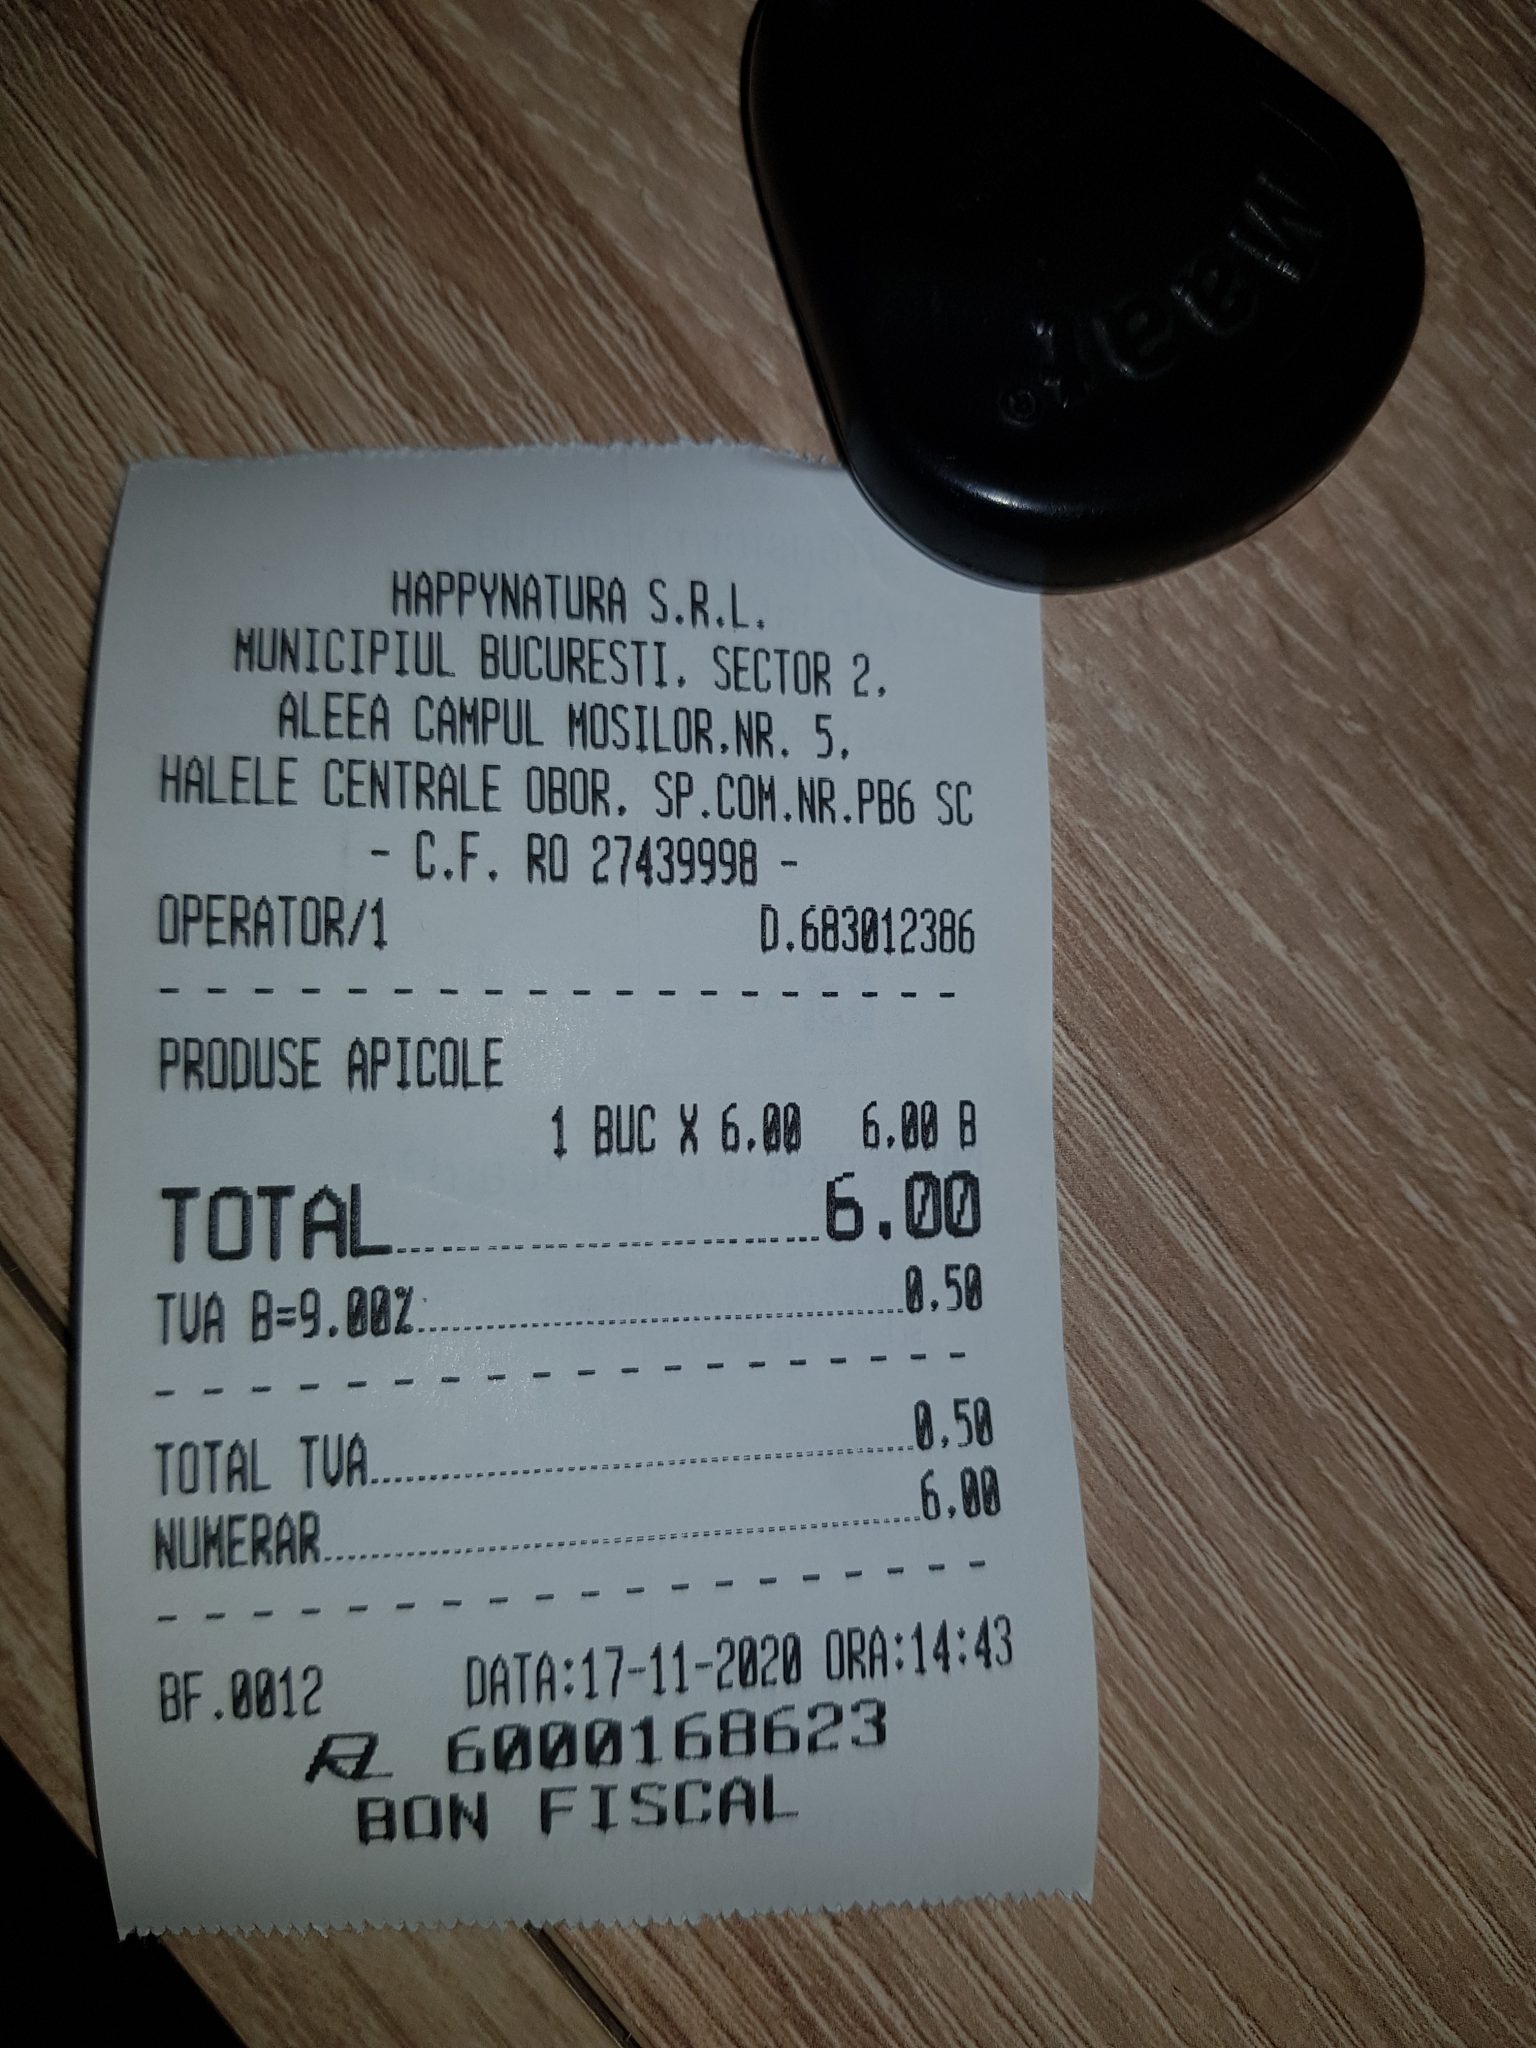 Maar®
HAPPYNATURA S.R.L.
MUNICIPIUL BUCURESTI, SECTOR 2,
ALEEA CAMPUL MOSILOR,NR. 5,
HALELE CENTRALE OBOR, SP.COM.NR.PB6 SC
- C.F. RO 27439998 -
OPERATOR/1 D.683012386
- - - - - - - - - - - - - - - - - -
PRODUSE APICOLE
1 BUC X 6.00 6.00 B
TOTAL....................6.00
TVA B=9.00%....................0.50
- - - - - - - - - - - - - - - - - -
TOTAL TVA....................0.50
NUMERAR....................6.00
- - - - - - - - - - - - - - - - - -
BF.0012 DATA:17-11-2020 ORA:14:43
6000168623
BON FISCAL